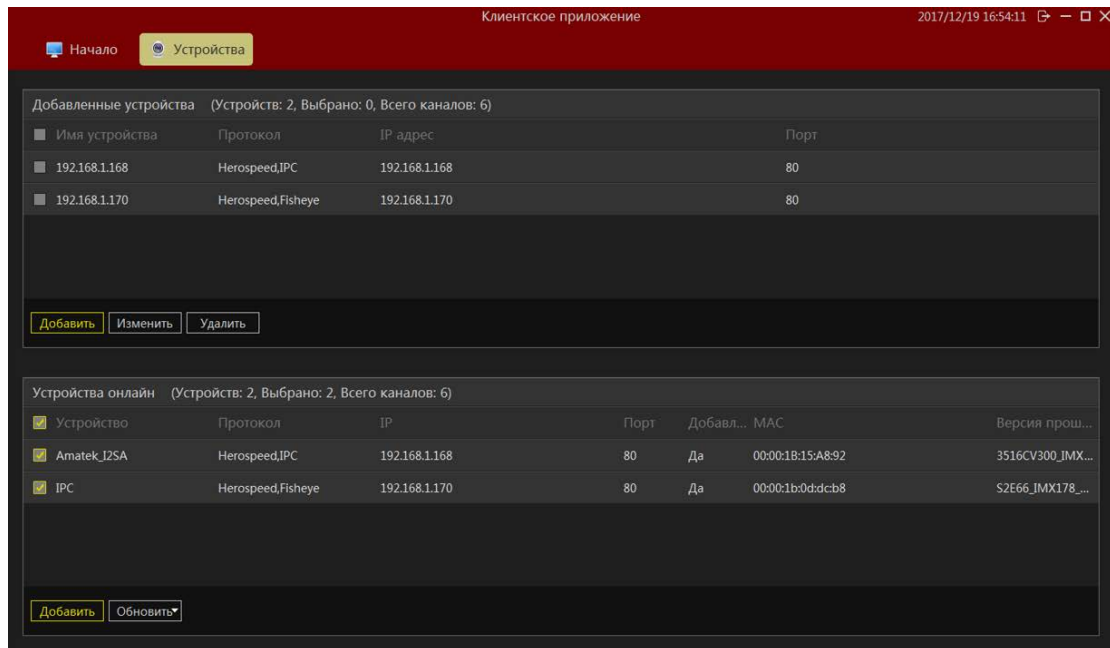 Клиентское приложение 2017/12/19 16:54:11
Начало Устройства
Добавленные устройства (Устройств: 2, Выбрано: 0, Всего каналов: 6)
Имя устройства Протокол IP адрес Порт
192.168.1.168 Herospeed,IPC 192.168.1.168 80
192.168.1.170 Herospeed,Fisheye 192.168.1.170 80
Добавить Изменить Удалить
Устройства онлайн (Устройств: 2, Выбрано: 2, Всего каналов: 6)
Устройство Протокол IP Порт Добавл... MAC Версия прош...
Amatek_I2SA Herospeed,IPC 192.168.1.168 80 Да 00:00:1B:15:A8:92 3516CV300_IMX...
IPC Herospeed,Fisheye 192.168.1.170 80 Да 00:00:1b:0d:dc:b8 S2E66_IMX178_...
Добавить Обновить